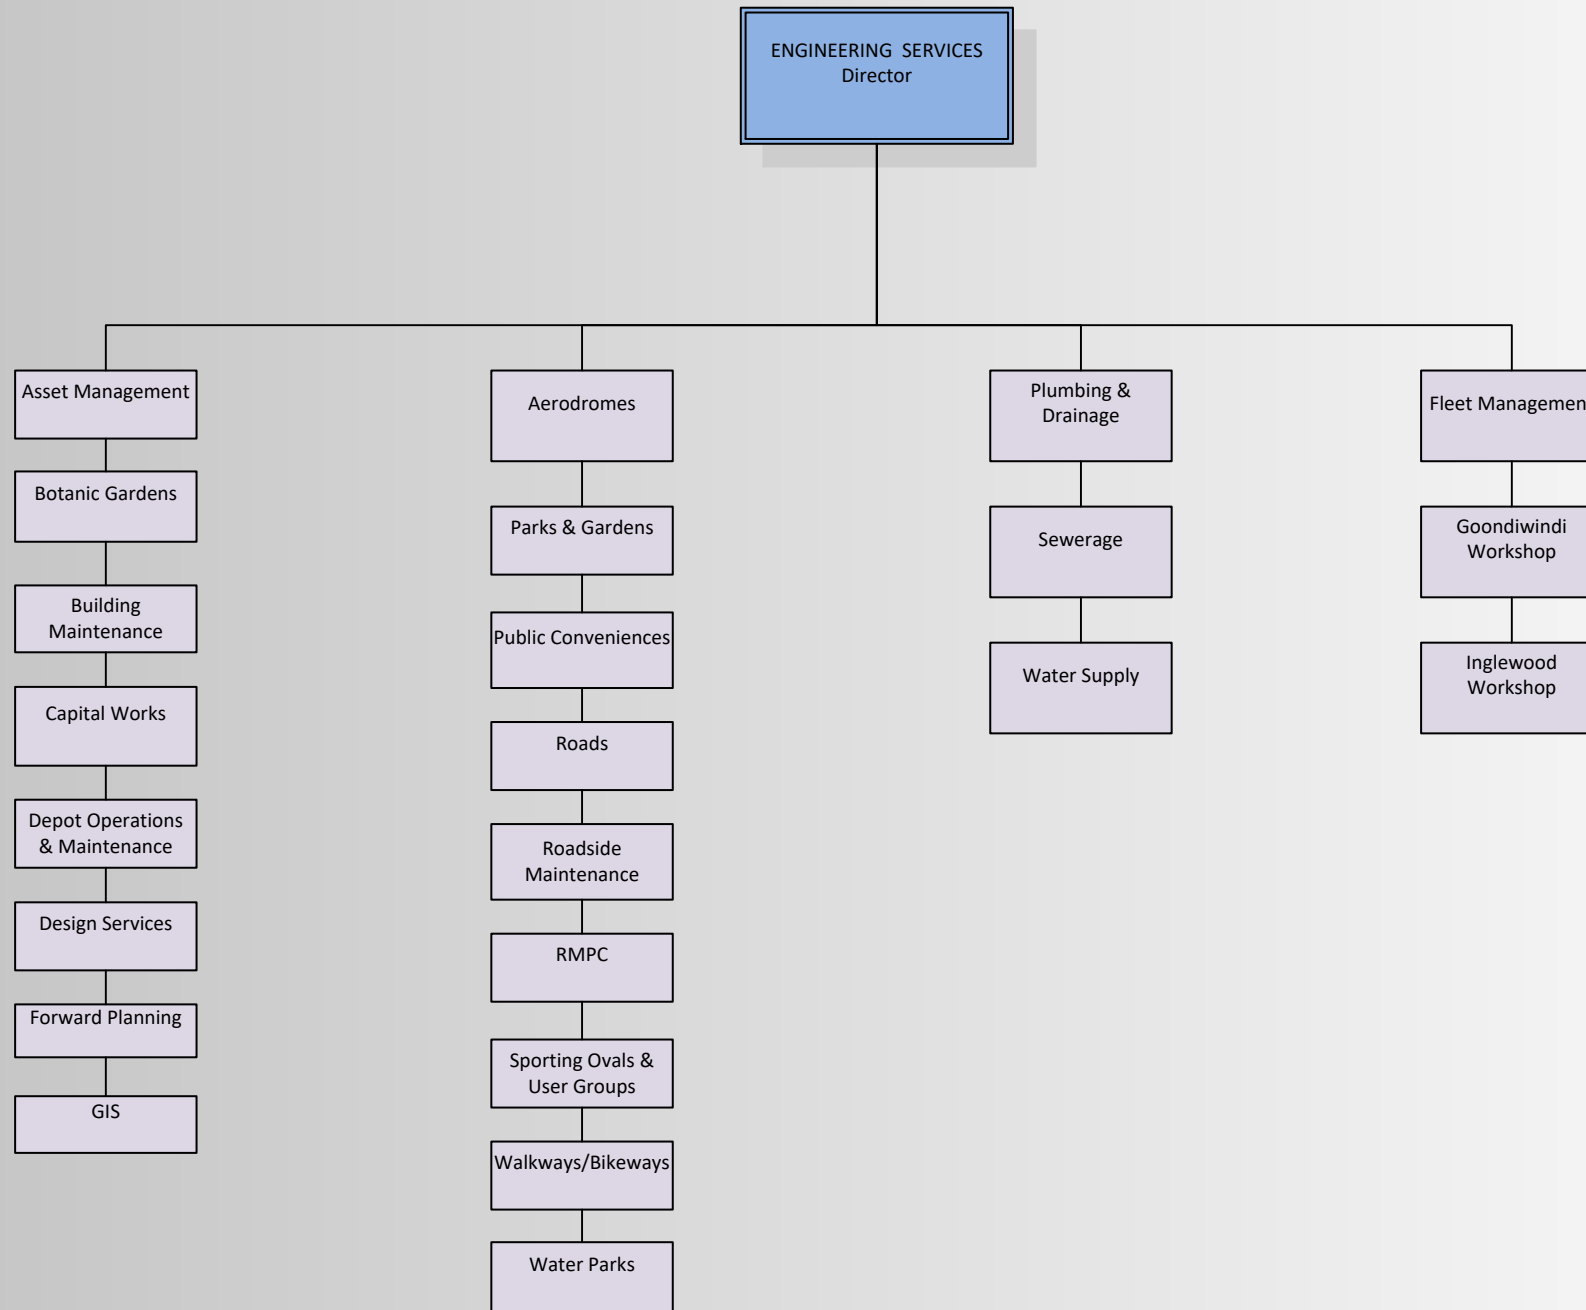 ENGINEERING SERVICES
Director
Asset Management
Botanic Gardens
Building
Maintenance
Capital Works
Depot Operations
& Maintenance
Design Services
Forward Planning
GIS
Aerodromes
Parks & Gardens
Public Conveniences
Roads
Roadside
Maintenance
RMPC
Sporting Ovals &
User Groups
Walkways/Bikeways
Water Parks
Plumbing &
Drainage
Sewerage
Water Supply
Fleet Managemen
Goondiwindi
Workshop
Inglewood
Workshop